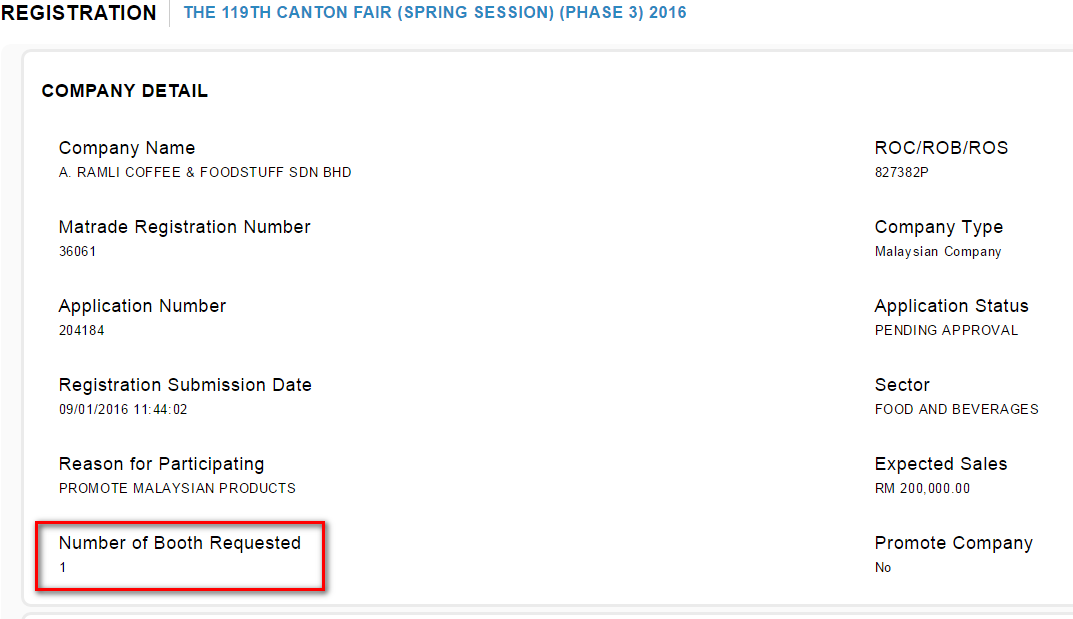 REGISTRATION THE 119TH CANTON FAIR (SPRING SESSION) (PHASE 3) 2016
COMPANY DETAIL
Company Name
A. RAMLI COFFEE & FOODSTUFF SDN BHD
ROC/ROB/ROS
827382P
Matrade Registration Number
36061
Company Type
Malaysian Company
Application Number
204184
Application Status
PENDING APPROVAL
Registration Submission Date
09/01/2016 11:44:02
Sector
FOOD AND BEVERAGES
Reason for Participating
PROMOTE MALAYSIAN PRODUCTS
Expected Sales
RM 200,000.00
Number of Booth Requested
1
Promote Company
No